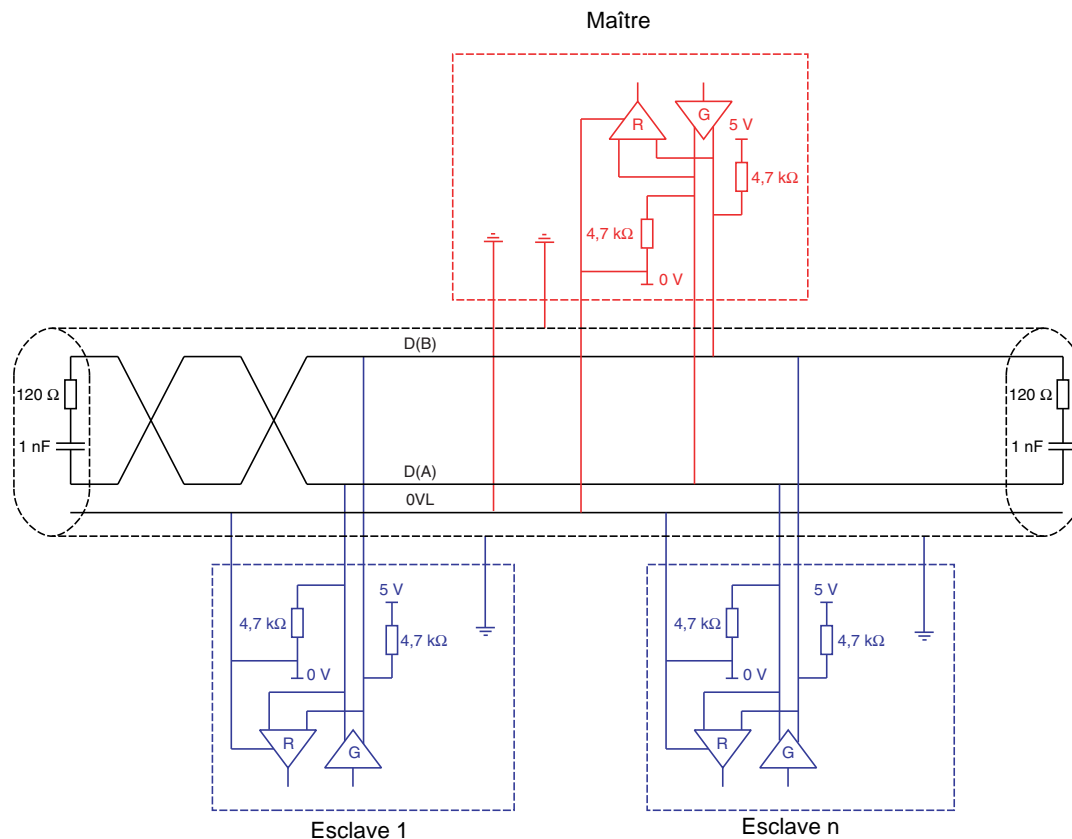 Maître
R
G
5 V
4,7 kΩ
4,7 kΩ
0 V
D(B)
120 Ω
1 nF
120 Ω
1 nF
D(A)
0VL
4,7 kΩ
5 V
4,7 kΩ
0 V
R
G
4,7 kΩ
5 V
4,7 kΩ
0 V
R
G
Esclave 1
Esclave n